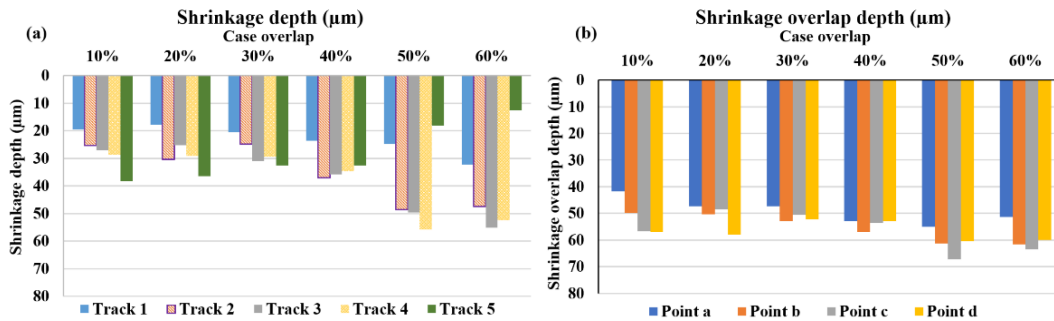 Shrinkage depth (µm)
(a)
Case overlap
10% 20% 30% 40% 50% 60%
0
10
20
30
40
50
60
70
80
Shrinkage depth (µm)
Track 1 Track 2 Track 3 Track 4 Track 5
Shrinkage overlap depth (µm)
(b)
Case overlap
10% 20% 30% 40% 50% 60%
0
10
20
30
40
50
60
70
80
Shrinkage overlap depth (µm)
Point a Point b Point c Point d